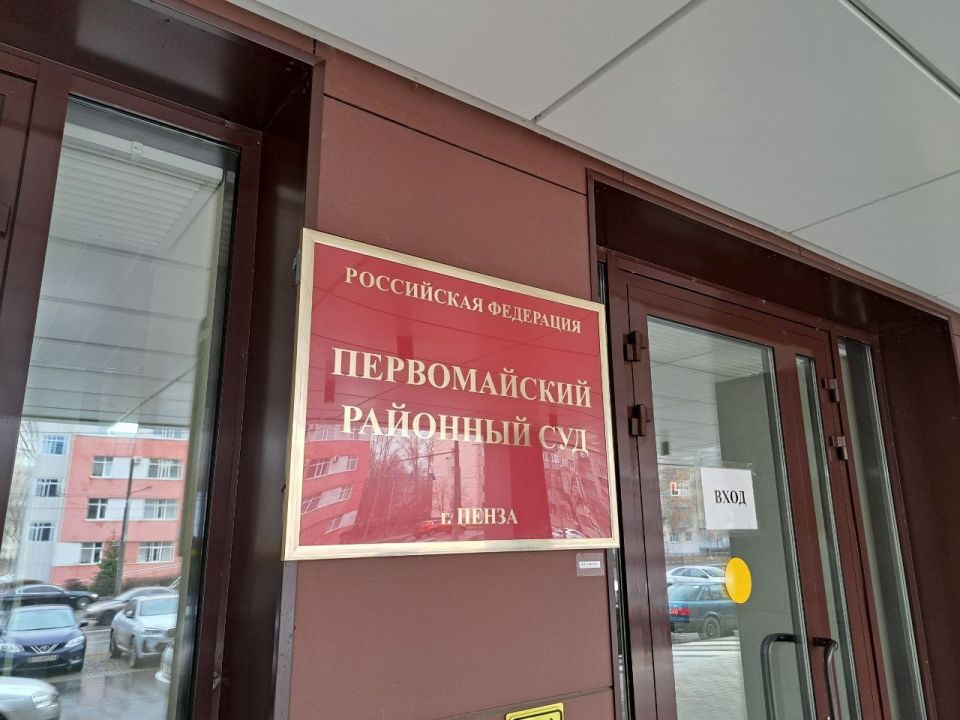 РОССИЙСКАЯ ФЕДЕРАЦИЯ
ПЕРВОМАЙСКИЙ
РАЙОННЫЙ СУД
г. ПЕНЗА
ВХОД